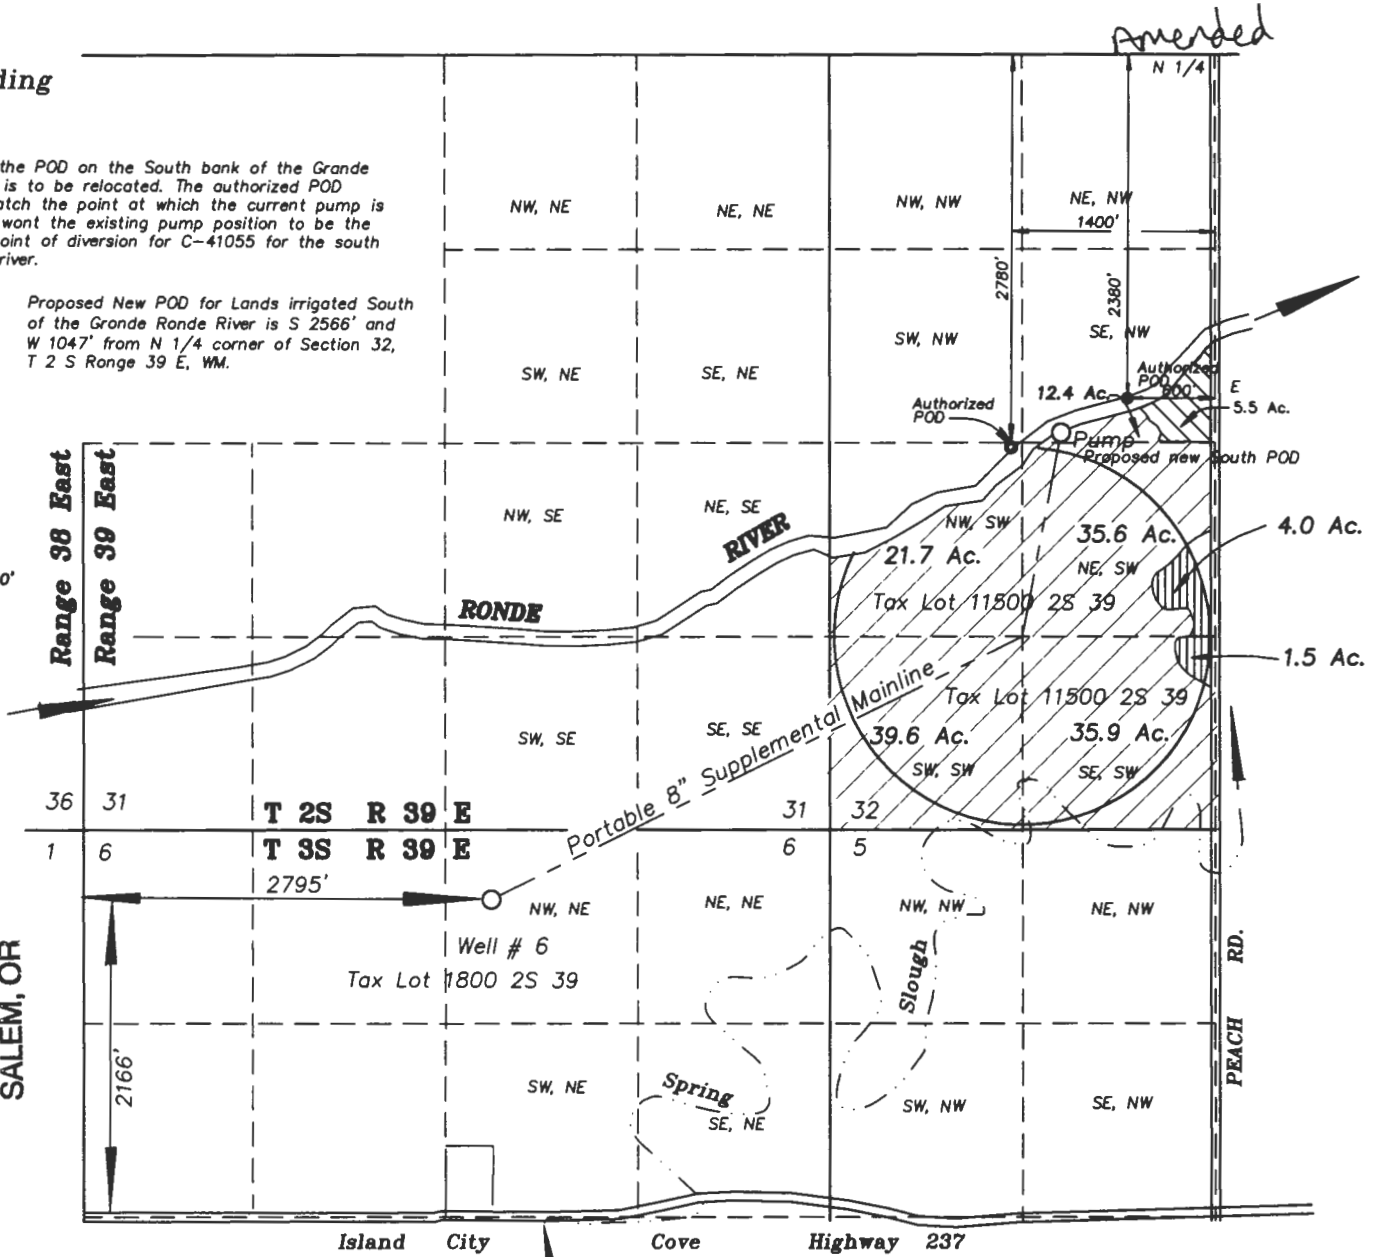 Amended
N 1/4
ding
the POD on the South bank of the Grande
is to be relocated. The authorized POD
atch the point at which the current pump is
wont the existing pump position to be the
oint of diversion for C-41055 for the south
river.
Proposed New POD for Lands irrigated South
of the Gronde Ronde River is S 2566' and
W 1047' from N 1/4 corner of Section 32,
T 2 S Ronge 39 E, WM.
NW, NE
NE, NE
NW, NW
NE, NW
1400'
2780'
2380'
SW, NE
SE, NE
SW, NW
SE, NW
Authorized
POD
Authorized
POD
800'
12.4 Ac.
E
5.5 Ac.
Pump
Proposed new South POD
Range 38 East
Range 39 East
NW, SE
NE, SE
RIVER
NW, SW
21.7 Ac.
35.6 Ac.
NE, SW
4.0 Ac.
0'
RONDE
Tax Lot 11500 2S 39
1.5 Ac.
Tax Lot 11500 2S 39
SW, SE
SE, SE
39.6 Ac.
35.9 Ac.
SW, SW
SE, SW
Portable 8" Supplemental Mainline
36 31
T 2S R 39 E
31 32
1 6
T 3S R 39 E
6 5
2795'
NW, NE
NE, NE
NW, NW
NE, NW
Well # 6
Tax Lot 1800 2S 39
Slough
PEACH RD.
SALEM, OR
2166'
SW, NE
Spring
SE, NE
SW, NW
SE, NW
Island City Cove Highway 237